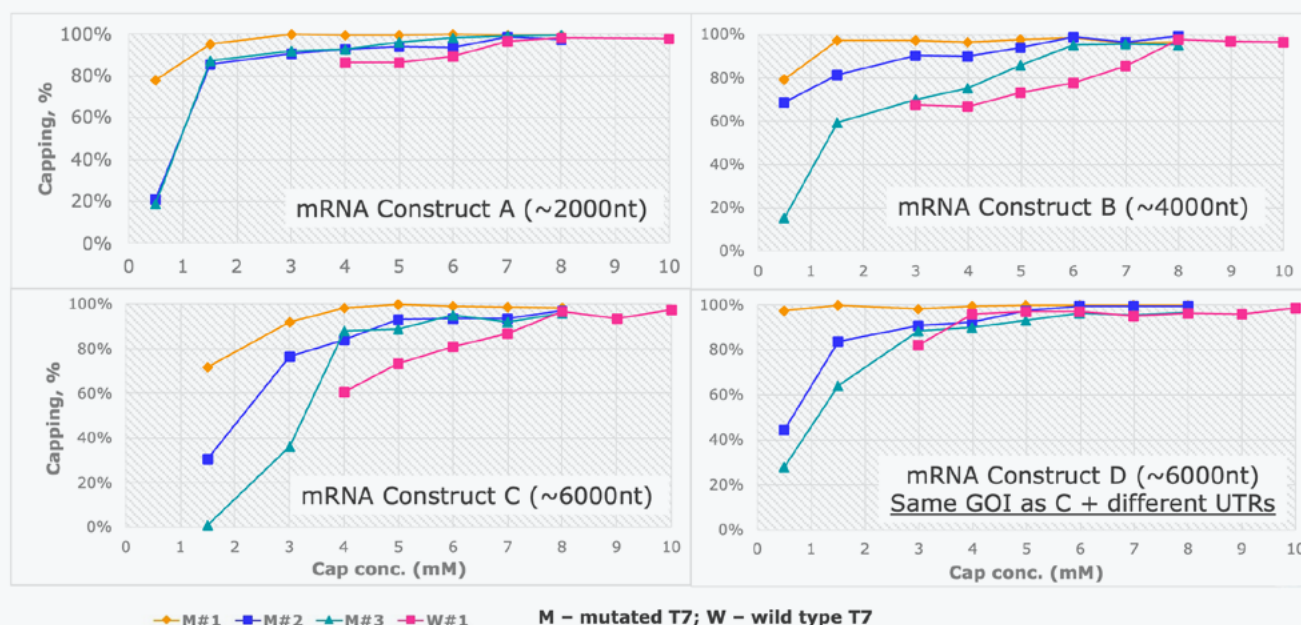 100%
80%
60%
40%
20%
0%
Capping, %
mRNA Construct A (~2000nt)
0 1 2 3 4 5 6 7 8 9 10
100%
80%
60%
40%
20%
0%
mRNA Construct B (~4000nt)
0 1 2 3 4 5 6 7 8 9 10
100%
80%
60%
40%
20%
0%
Capping, %
mRNA Construct C (~6000nt)
0 1 2 3 4 5 6 7 8 9 10
Cap conc. (mM)
100%
80%
60%
40%
20%
0%
mRNA Construct D (~6000nt)
Same GOI as C + different UTRs
0 1 2 3 4 5 6 7 8 9 10
Cap conc. (mM)
M#1 M#2 M#3 W#1 M – mutated T7; W – wild type T7